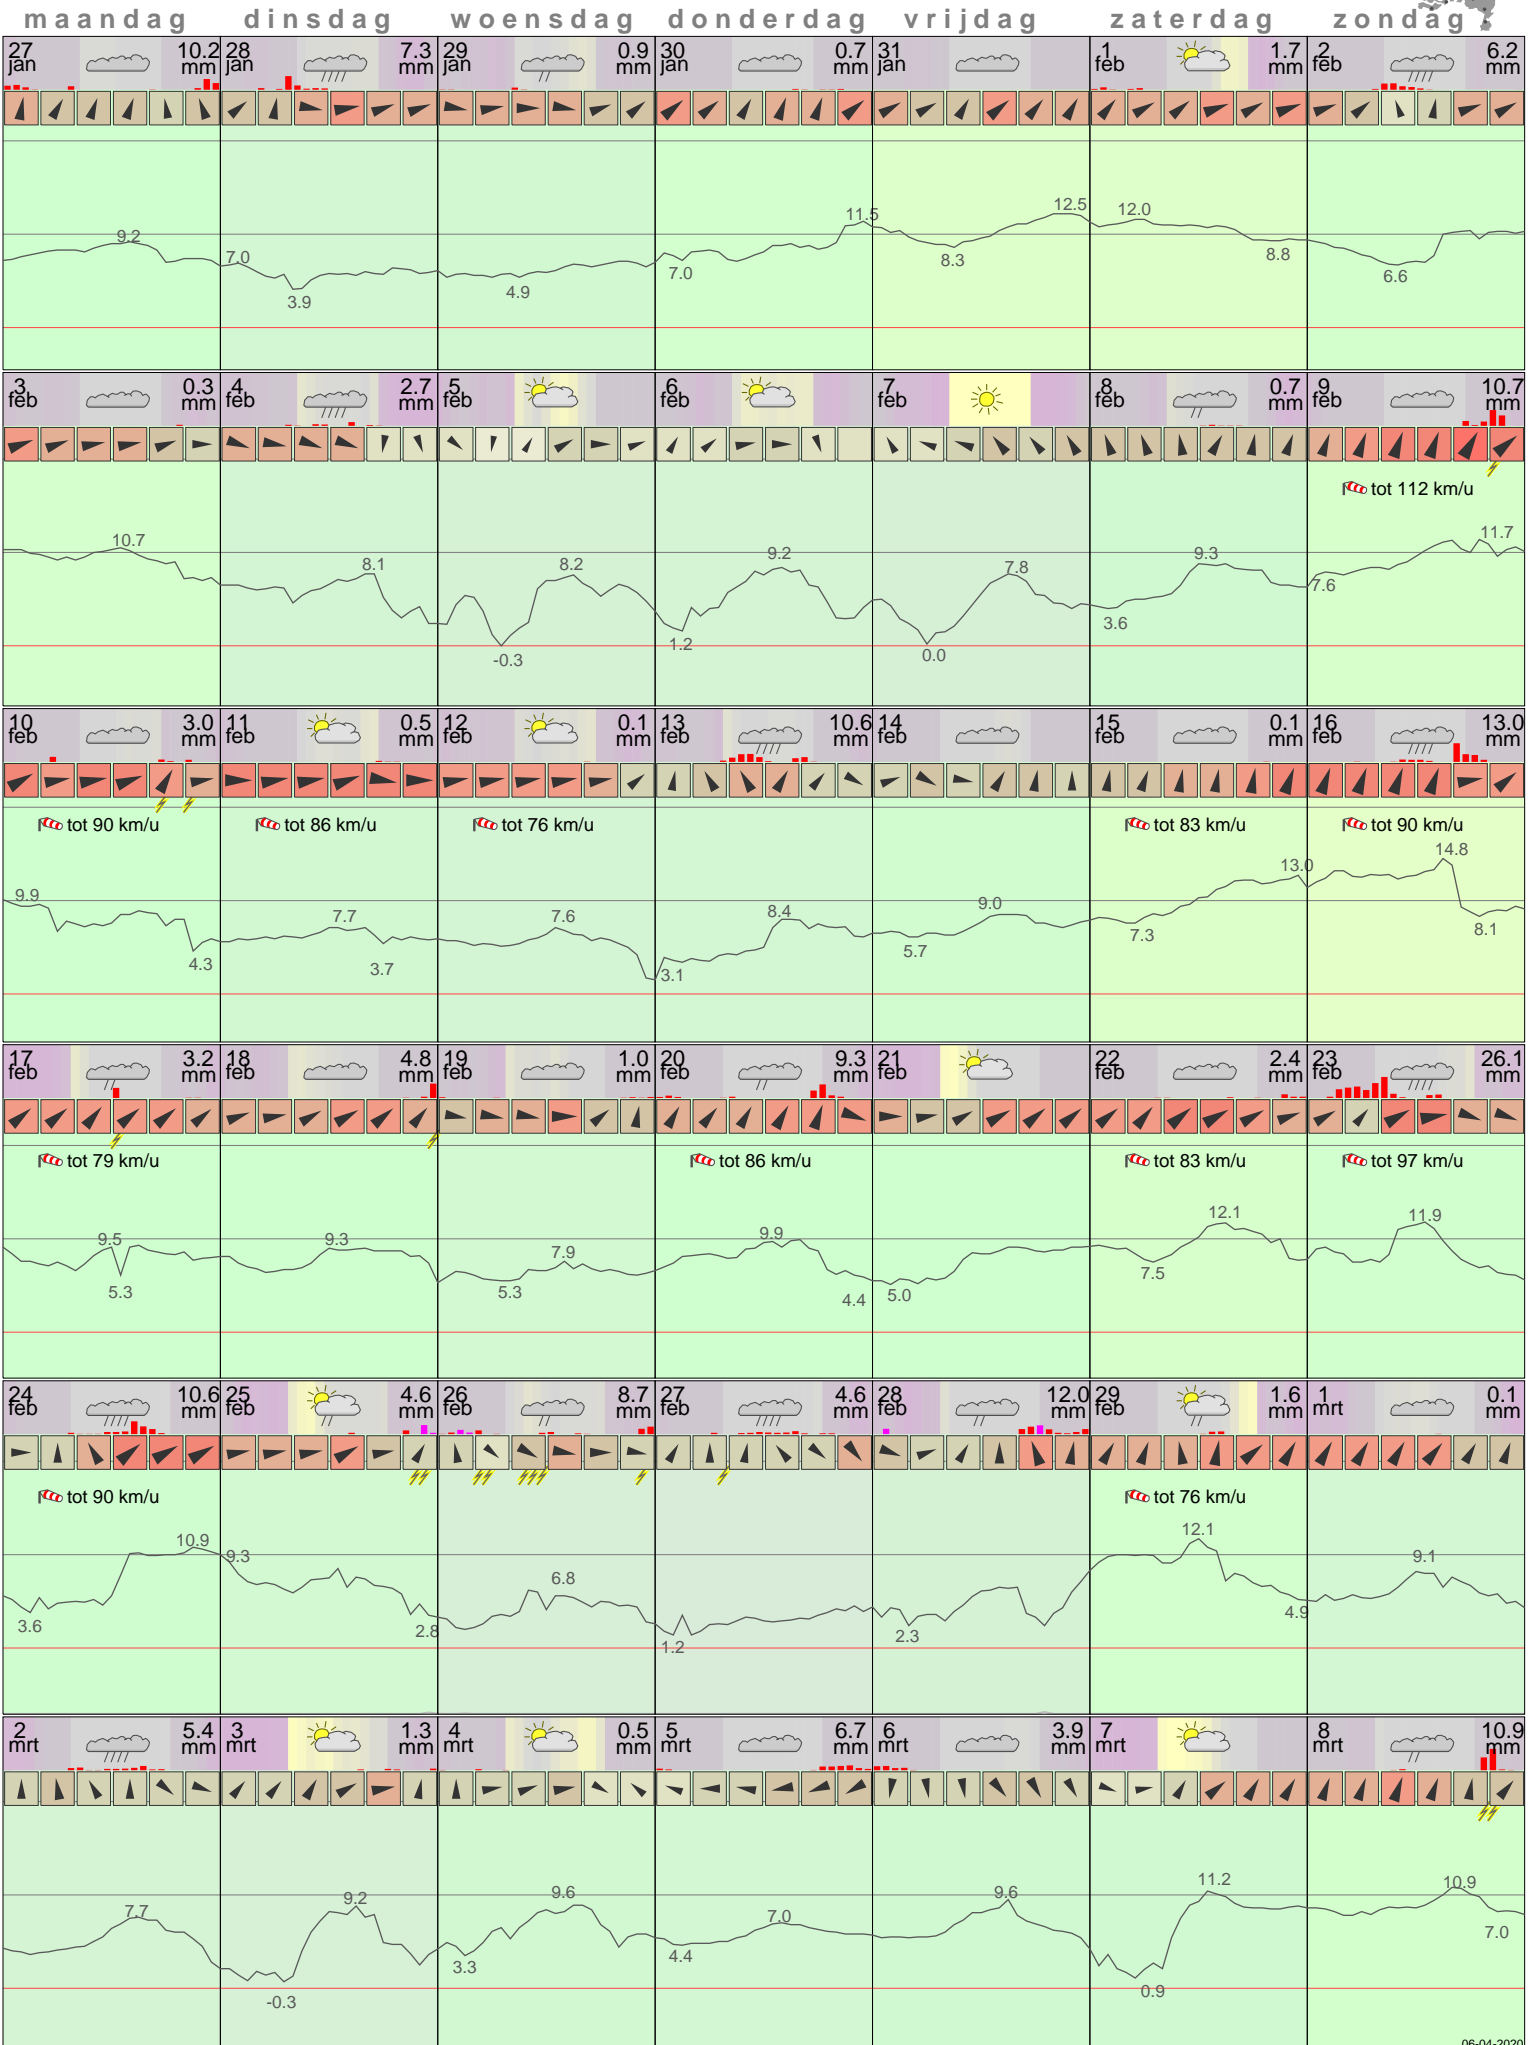 maandag dinsdag woensdag donderdag vrijdag zaterdag zondag
27 jan 10.2 mm 28 jan 7.3 mm 29 jan 0.9 mm 30 jan 0.7 mm 31 jan 1 feb 1.7 mm 2 feb 6.2 mm
9.2 7.0 3.9 4.9 7.0 11.5 8.3 12.5 12.0 8.8 6.6
3 feb 0.3 mm 4 feb 2.7 mm 5 feb 6 feb 7 feb 8 feb 0.7 mm 9 feb 10.7 mm
tot 112 km/u
10.7 8.1 -0.3 8.2 1.2 9.2 0.0 7.8 3.6 9.3 7.6 11.7
10 feb 3.0 mm 11 feb 0.5 mm 12 feb 0.1 mm 13 feb 10.6 mm 14 feb 15 feb 0.1 mm 16 feb 13.0 mm
tot 90 km/u tot 86 km/u tot 76 km/u tot 83 km/u tot 90 km/u
9.9 4.3 7.7 3.7 7.6 3.1 8.4 5.7 9.0 7.3 13.0 14.8 8.1
17 feb 3.2 mm 18 feb 4.8 mm 19 feb 1.0 mm 20 feb 9.3 mm 21 feb 22 feb 2.4 mm 23 feb 26.1 mm
tot 79 km/u tot 86 km/u tot 83 km/u tot 97 km/u
9.5 5.3 9.3 5.3 7.9 9.9 4.4 5.0 7.5 12.1 11.9
24 feb 10.6 mm 25 feb 4.6 mm 26 feb 8.7 mm 27 feb 4.6 mm 28 feb 12.0 mm 29 feb 1.6 mm 1 mrt 0.1 mm
tot 90 km/u tot 76 km/u
3.6 10.9 9.3 2.8 6.8 1.2 2.3 12.1 4.9 9.1
2 mrt 5.4 mm 3 mrt 1.3 mm 4 mrt 0.5 mm 5 mrt 6.7 mm 6 mrt 3.9 mm 7 mrt 8 mrt 10.9 mm
7.7 -0.3 9.2 3.3 9.6 4.4 7.0 9.6 0.9 11.2 10.9 7.0
06-04-2020